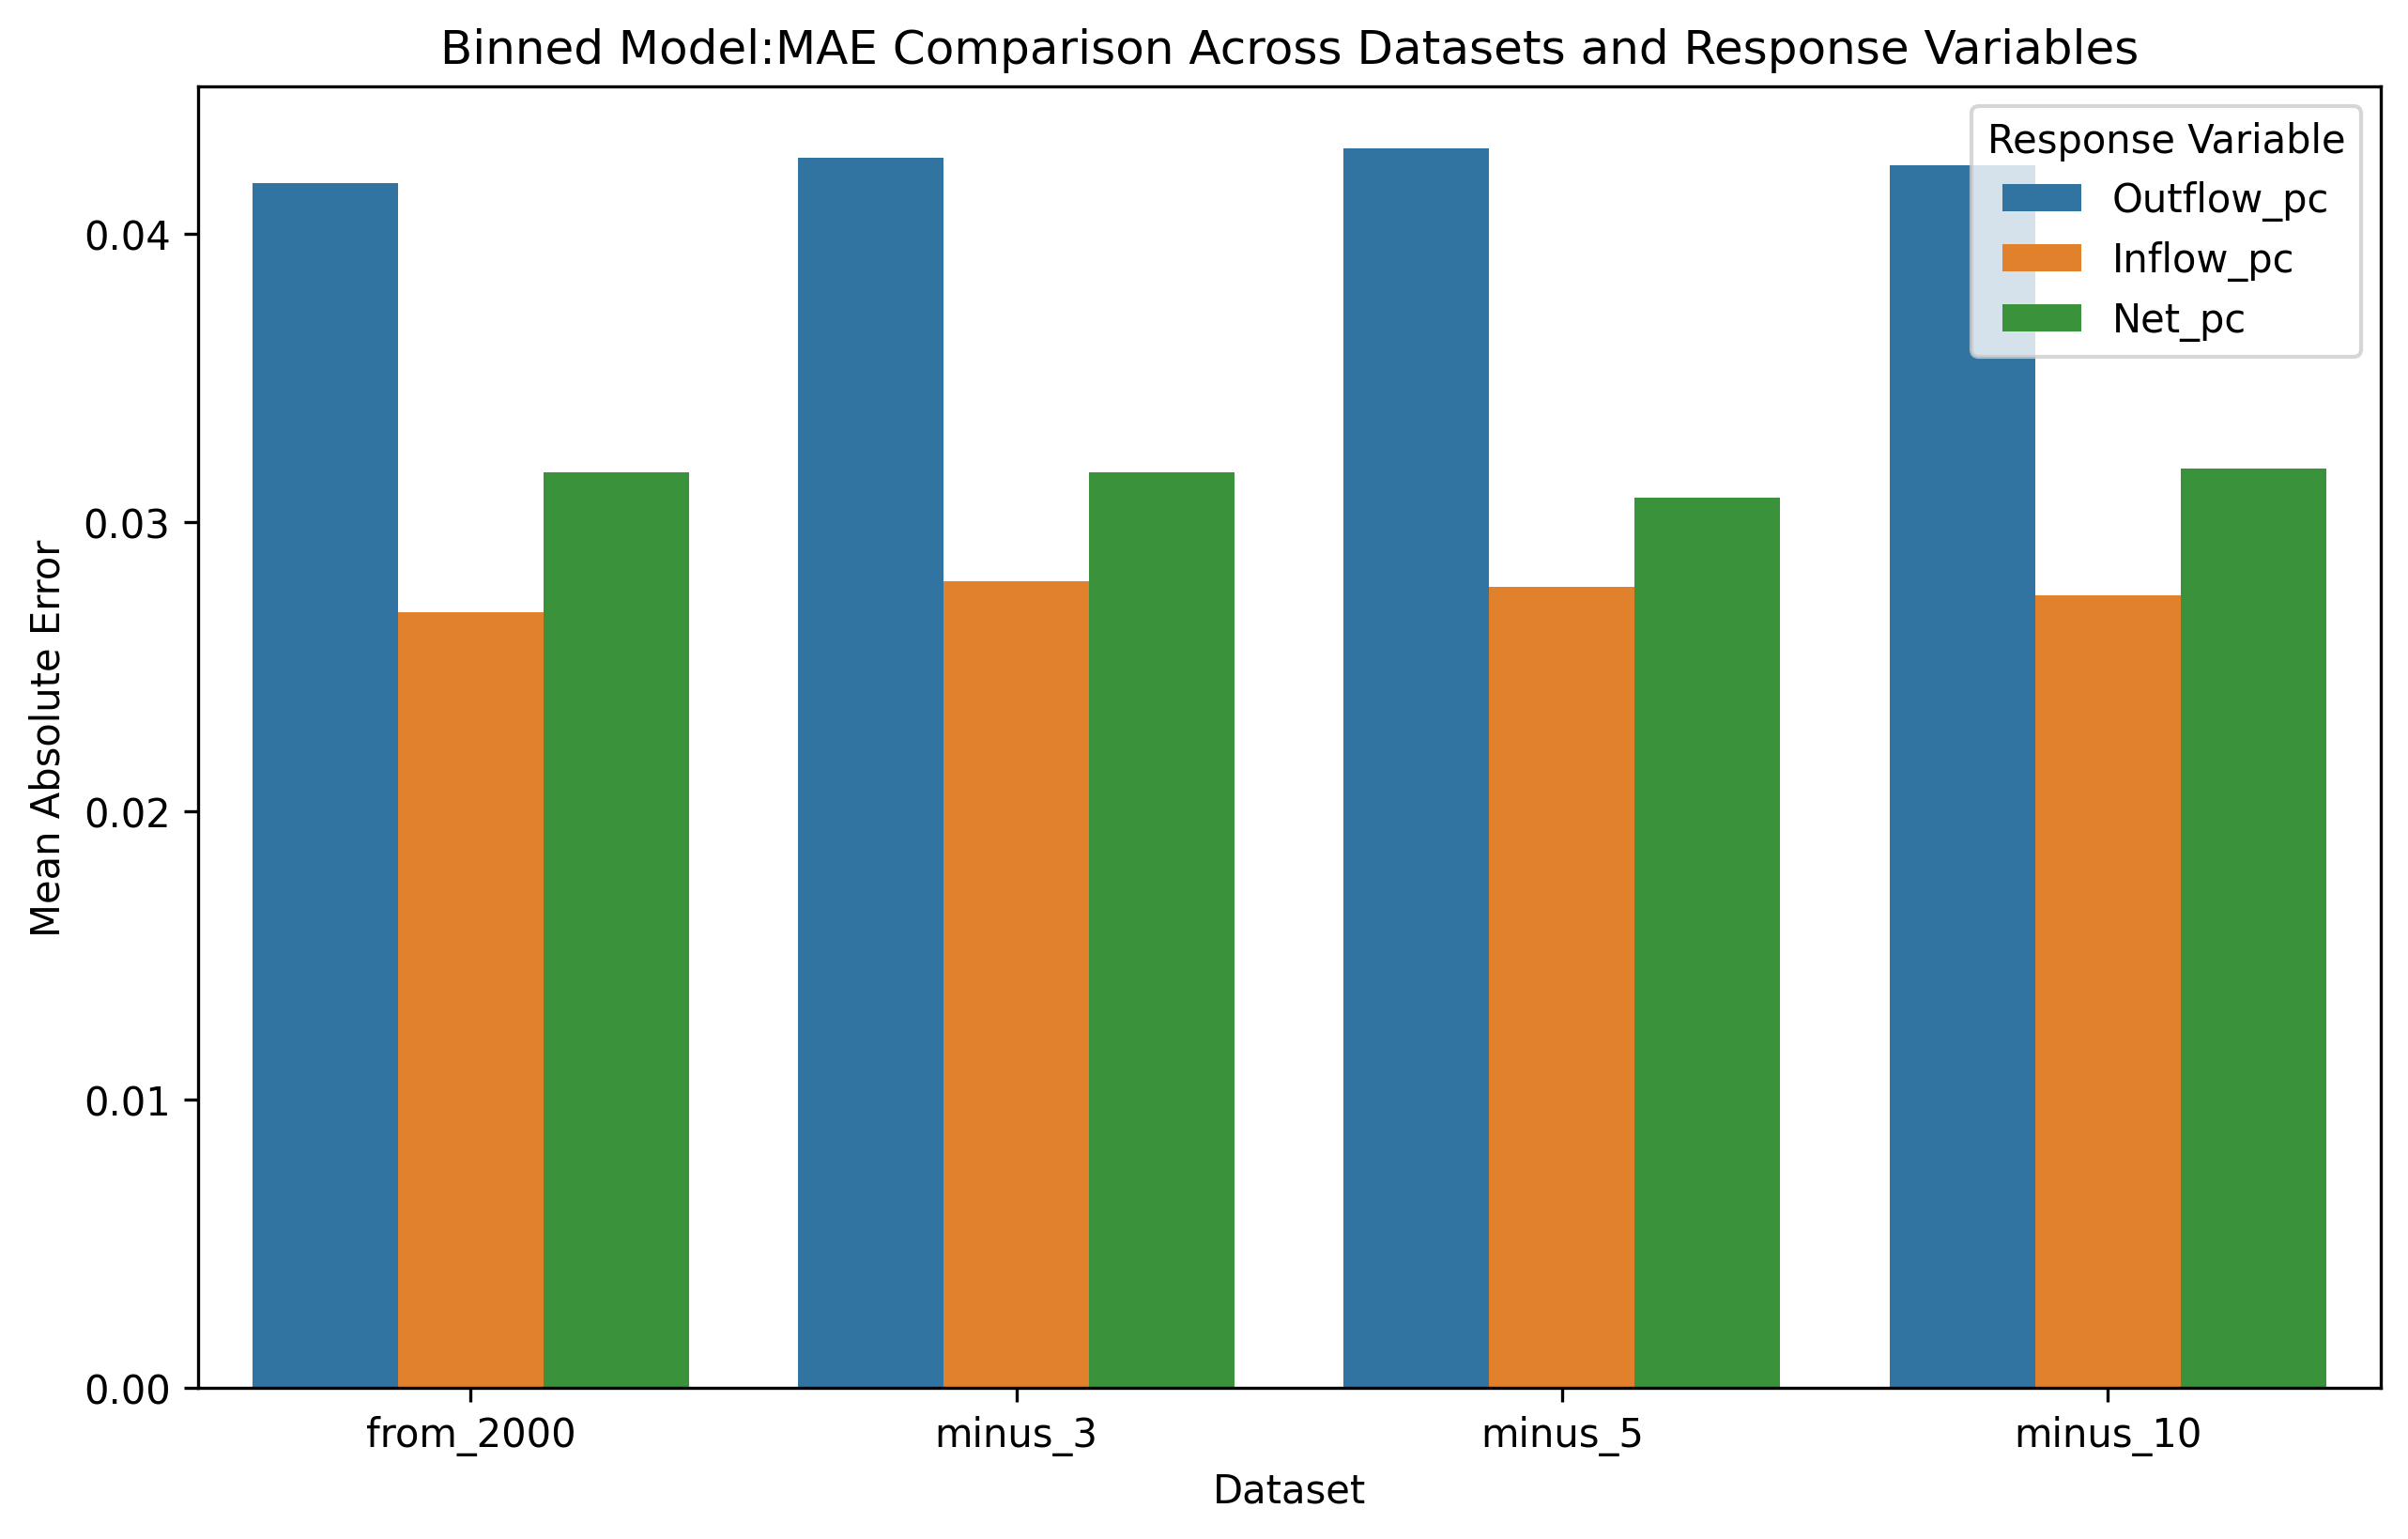 Binned Model:MAE Comparison Across Datasets and Response Variables
Response Variable
Outflow_pc
Inflow_pc
Net_pc
Mean Absolute Error
0.04
0.03
0.02
0.01
0.00
from_2000 minus_3 minus_5 minus_10
Dataset